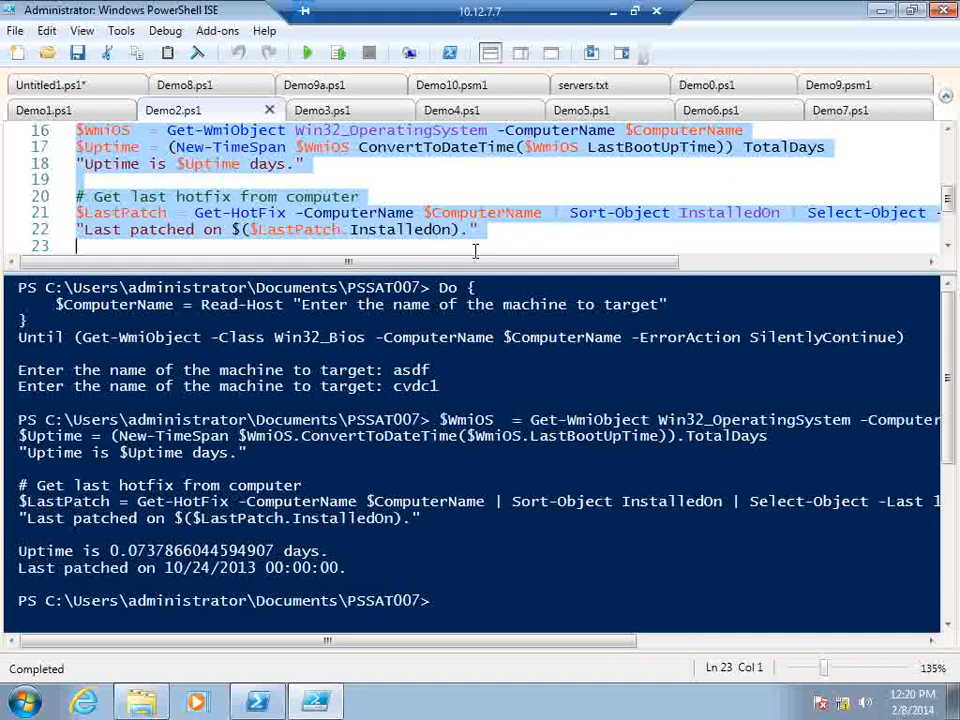 Administrator: Windows PowerShell ISE
10.12.7.7
File Edit View Tools Debug Add-ons Help
Untitled1.ps1* Demo8.ps1 Demo9a.ps1 Demo10.psm1 servers.txt Demo0.ps1 Demo9.psm1
Demo1.ps1 Demo2.ps1 Demo3.ps1 Demo4.ps1 Demo5.ps1 Demo6.ps1 Demo7.ps1
16 $WmiOS = Get-WmiObject Win32_OperatingSystem -ComputerName $ComputerName
17 $Uptime = (New-TimeSpan $WmiOS.ConvertToDateTime($WmiOS.LastBootUpTime)).TotalDays
18 "Uptime is $Uptime days."
19
20 # Get last hotfix from computer
21 $LastPatch = Get-HotFix -ComputerName $ComputerName | Sort-Object InstalledOn | Select-Object -
22 "Last patched on $($LastPatch.InstalledOn)."
23
PS C:\Users\administrator\Documents\PSSAT007> Do {
$ComputerName = Read-Host "Enter the name of the machine to target"
}
Until (Get-WmiObject -Class Win32_Bios -ComputerName $ComputerName -ErrorAction SilentlyContinue)
Enter the name of the machine to target: asdf
Enter the name of the machine to target: cvdc1
PS C:\Users\administrator\Documents\PSSAT007> $WmiOS = Get-WmiObject Win32_OperatingSystem -Computer
$Uptime = (New-TimeSpan $WmiOS.ConvertToDateTime($WmiOS.LastBootUpTime)).TotalDays
"Uptime is $Uptime days."
# Get last hotfix from computer
$LastPatch = Get-HotFix -ComputerName $ComputerName | Sort-Object InstalledOn | Select-Object -Last 1
"Last patched on $($LastPatch.InstalledOn)."
Uptime is 0.0737866044594907 days.
Last patched on 10/24/2013 00:00:00.
PS C:\Users\administrator\Documents\PSSAT007>
Completed Ln 23 Col 1 135%
12:20 PM
2/8/2014